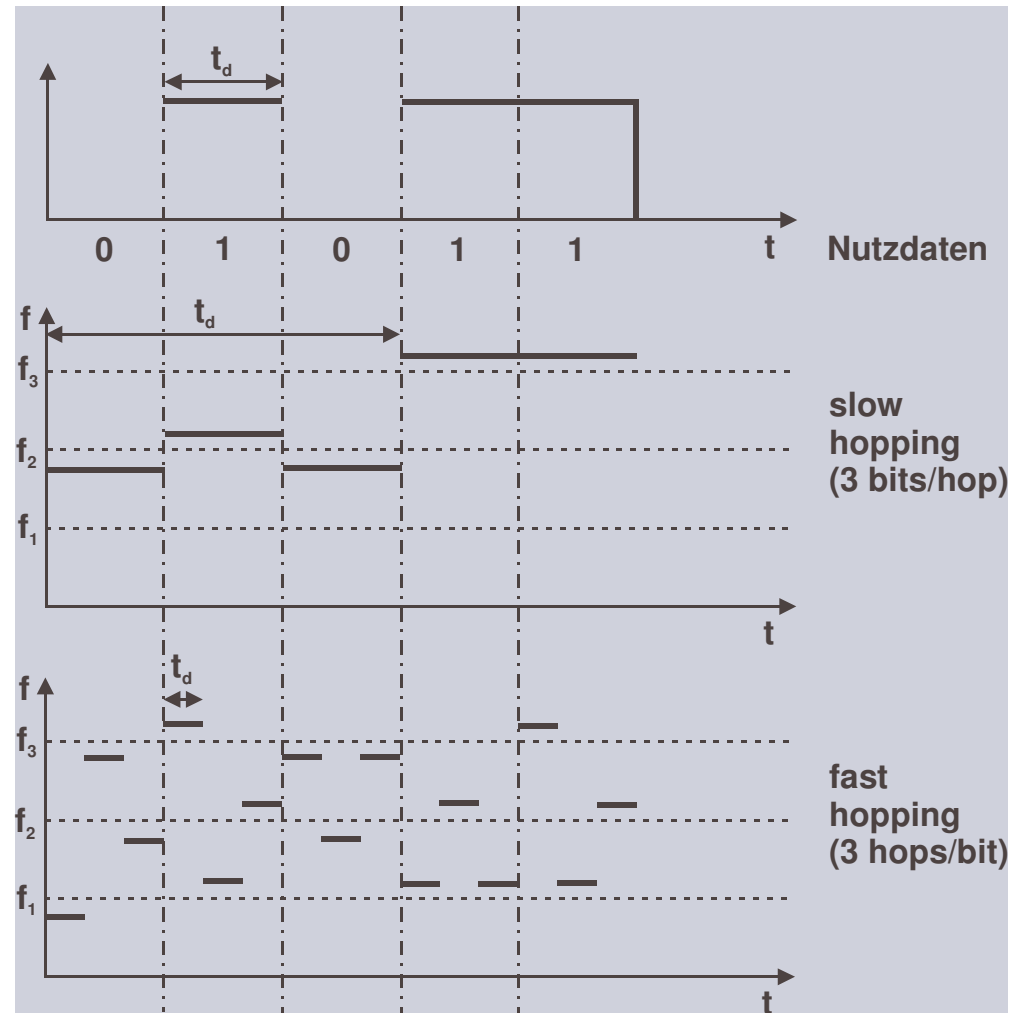 t_d
0 1 0 1 1 t Nutzdaten
f t_d
f_3
slow
f_2 hopping
(3 bits/hop)
f_1
t
t_d
f
f_3
fast
f_2 hopping
(3 hops/bit)
f_1
t